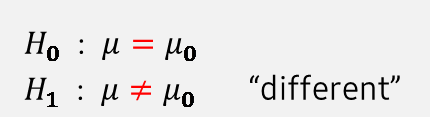 H₀ : μ = μ₀
H₁ : μ ≠ μ₀ “different”